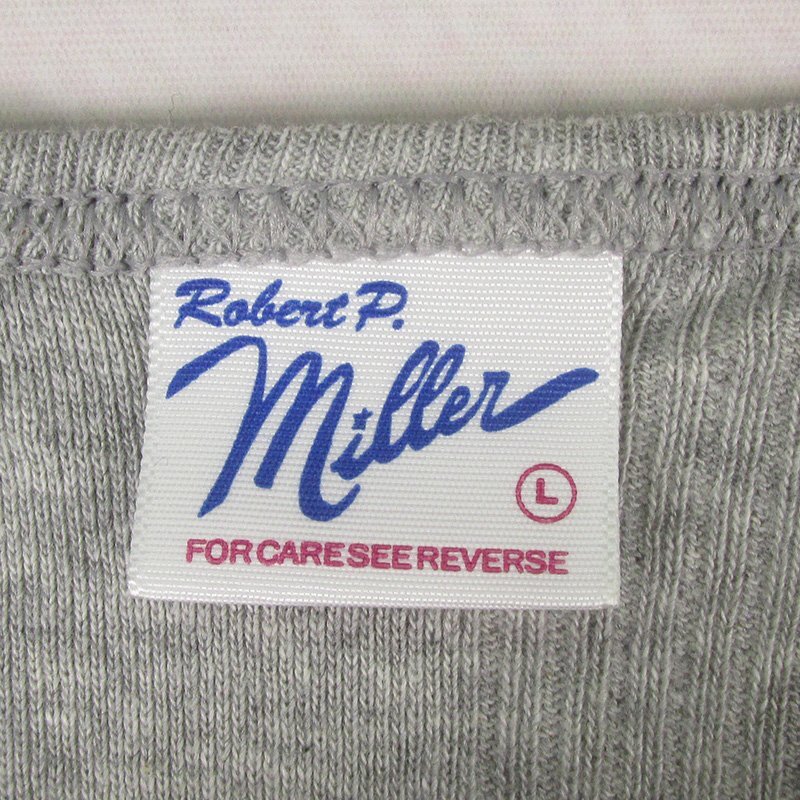 Robert P.
Miller
L
FOR CARE SEE REVERSE